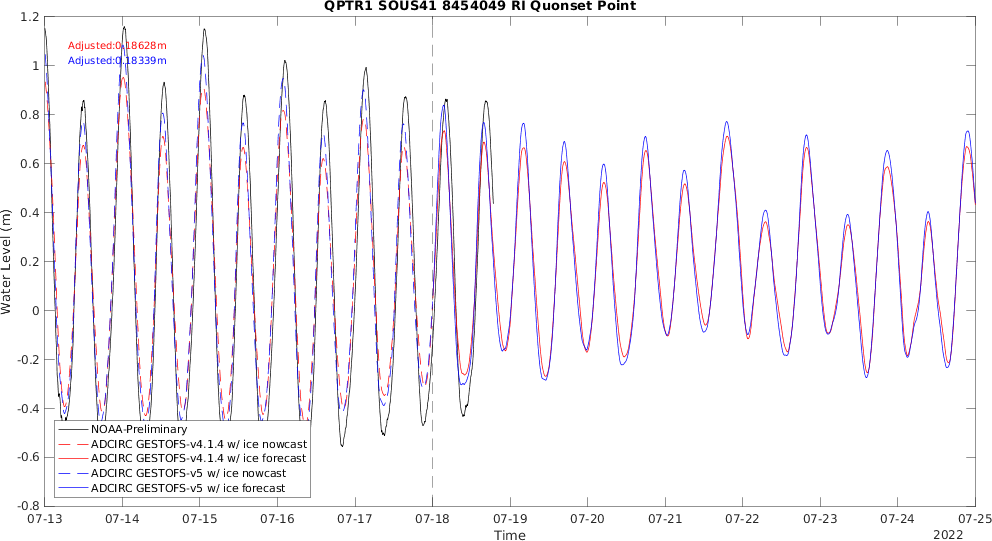 QPTR1 SOUS41 8454049 RI Quonset Point
Adjusted:0.18628m
Adjusted:0.18339m
Water Level (m)
1.2
1
0.8
0.6
0.4
0.2
0
-0.2
-0.4
-0.6
-0.8
NOAA-Preliminary
ADCIRC GESTOFS-v4.1.4 w/ ice nowcast
ADCIRC GESTOFS-v4.1.4 w/ ice forecast
ADCIRC GESTOFS-v5 w/ ice nowcast
ADCIRC GESTOFS-v5 w/ ice forecast
07-13 07-14 07-15 07-16 07-17 07-18 07-19 07-20 07-21 07-22 07-23 07-24 07-25
Time
2022